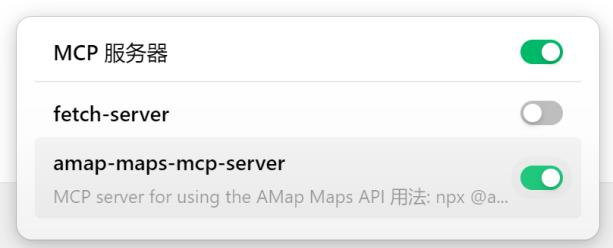 MCP 服务器
fetch-server
amap-maps-mcp-server
MCP server for using the AMap Maps API 用法: npx @a...